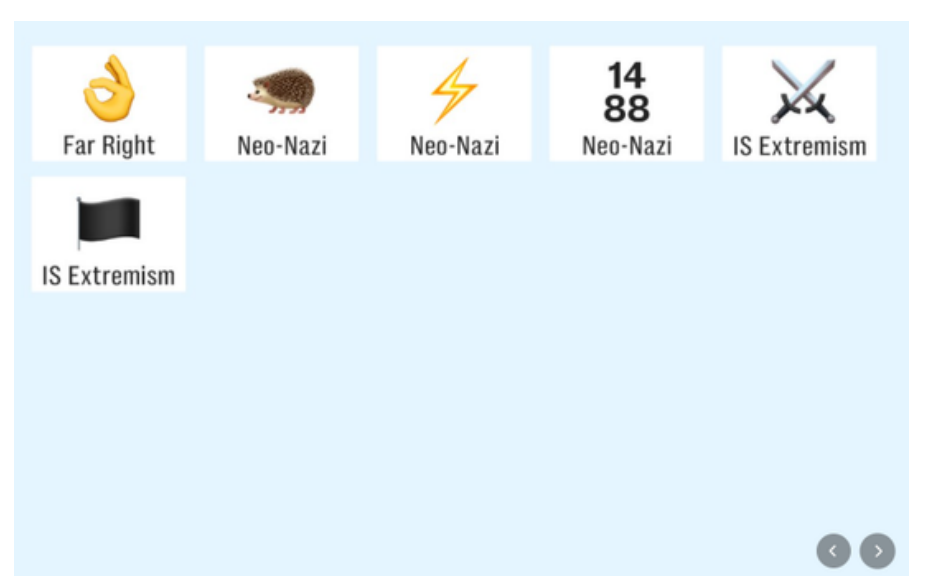 Far Right
Neo-Nazi
Neo-Nazi
14
88
Neo-Nazi
IS Extremism
IS Extremism